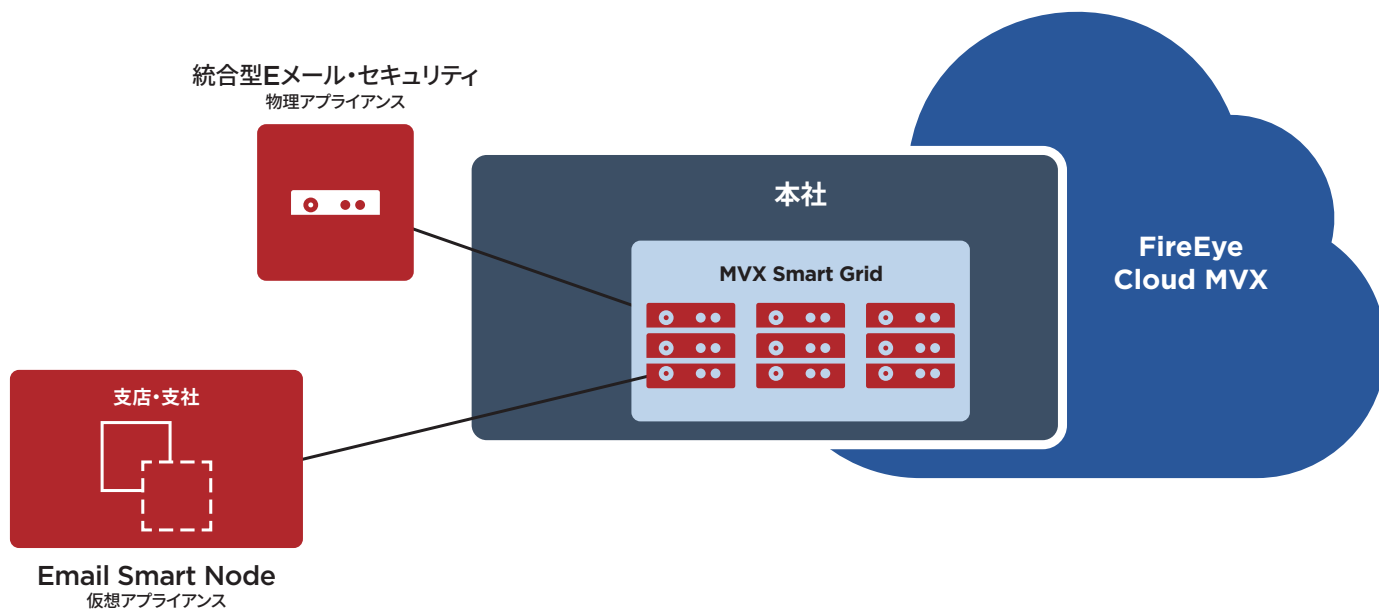 統合型Eメール・セキュリティ
物理アプライアンス
本社
MVX Smart Grid
FireEye
Cloud MVX
支店・支社
Email Smart Node
仮想アプライアンス